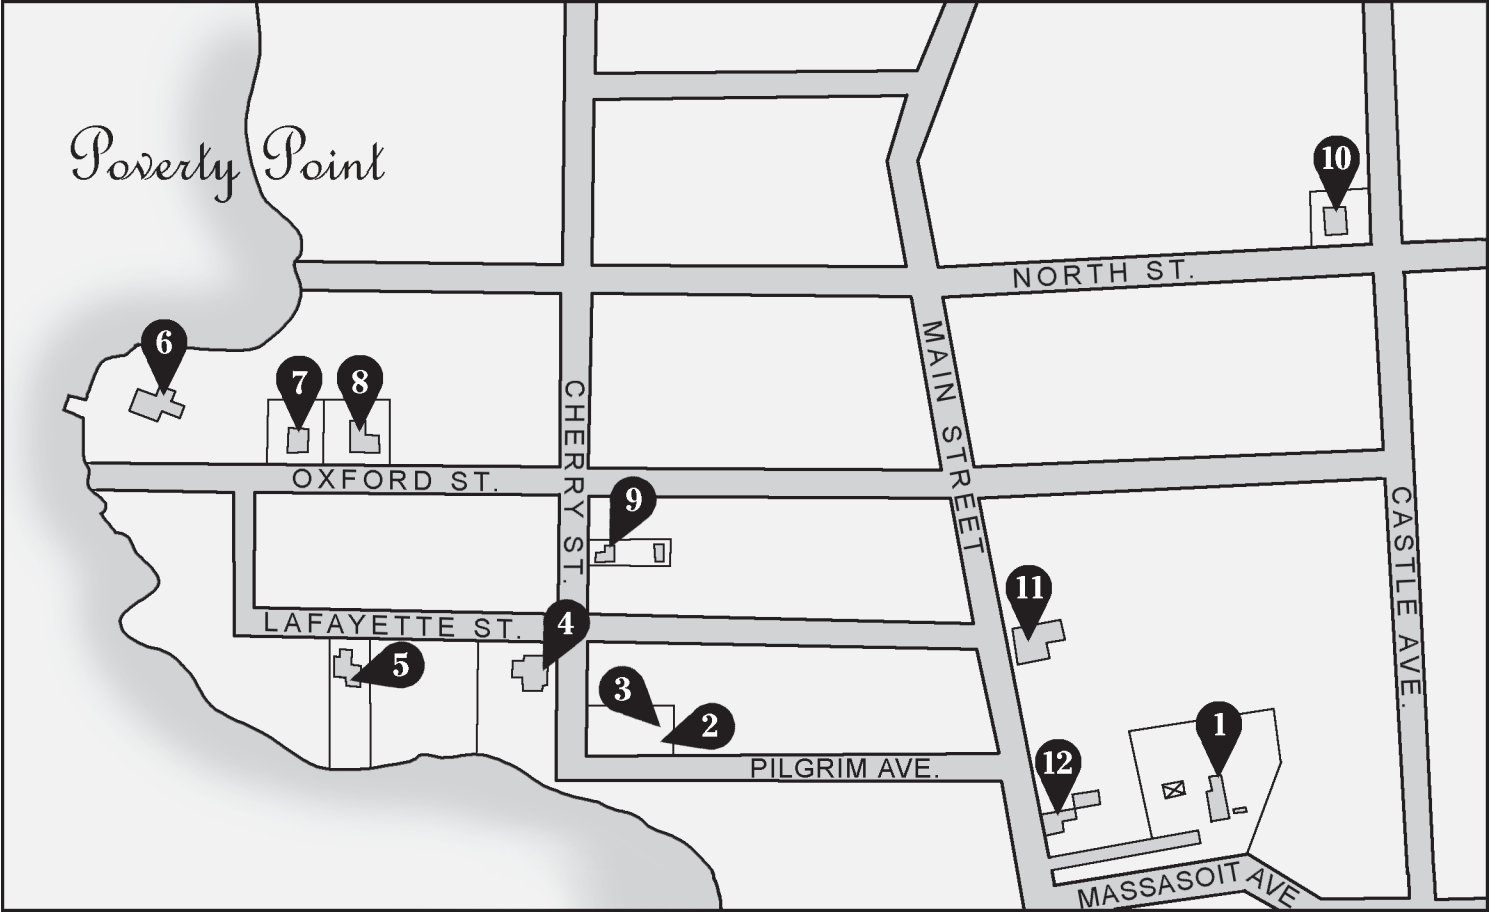 Poverty Point
10
NORTH ST.
6
7
8
MAIN STREET
CHERRY ST.
OXFORD ST.
9
CASTLE AVE.
11
LAFAYETTE ST.
4
5
3
2
1
12
PILGRIM AVE.
MASSASOIT AVE